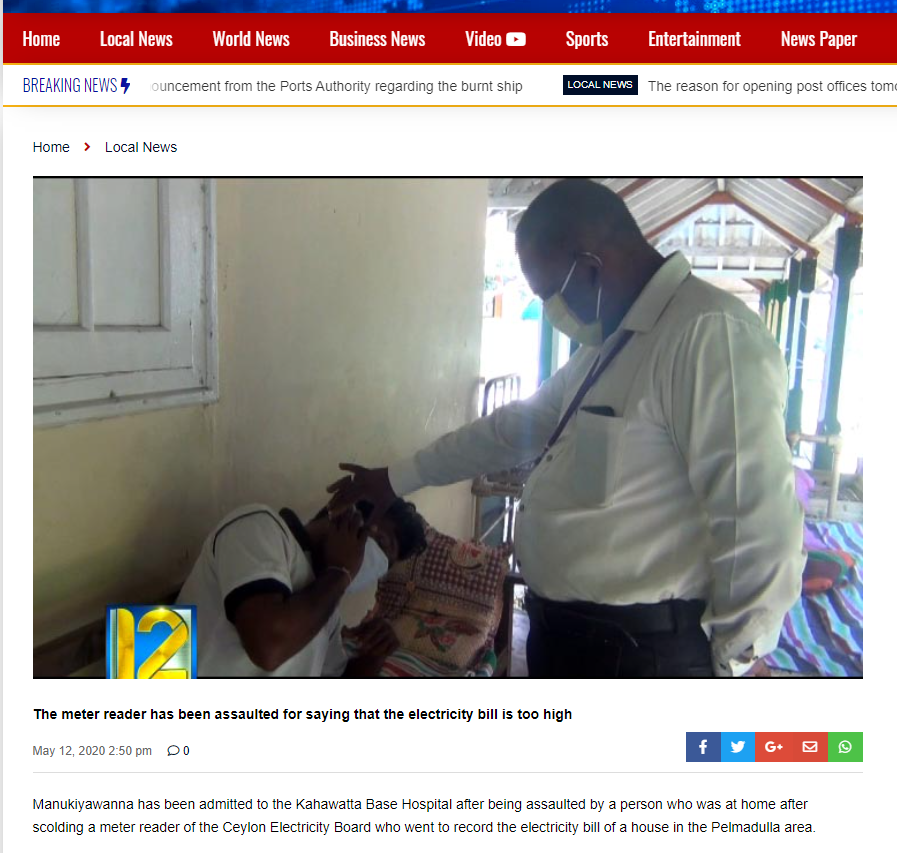 Home Local News World News Business News Video Sports Entertainment News Paper
BREAKING NEWS ouncement from the Ports Authority regarding the burnt ship LOCAL NEWS The reason for opening post offices tomo
Home Local News
12
The meter reader has been assaulted for saying that the electricity bill is too high
May 12, 2020 2:50 pm 0
f G+
Manukiyawanna has been admitted to the Kahawatta Base Hospital after being assaulted by a person who was at home after
scolding a meter reader of the Ceylon Electricity Board who went to record the electricity bill of a house in the Pelmadulla area.